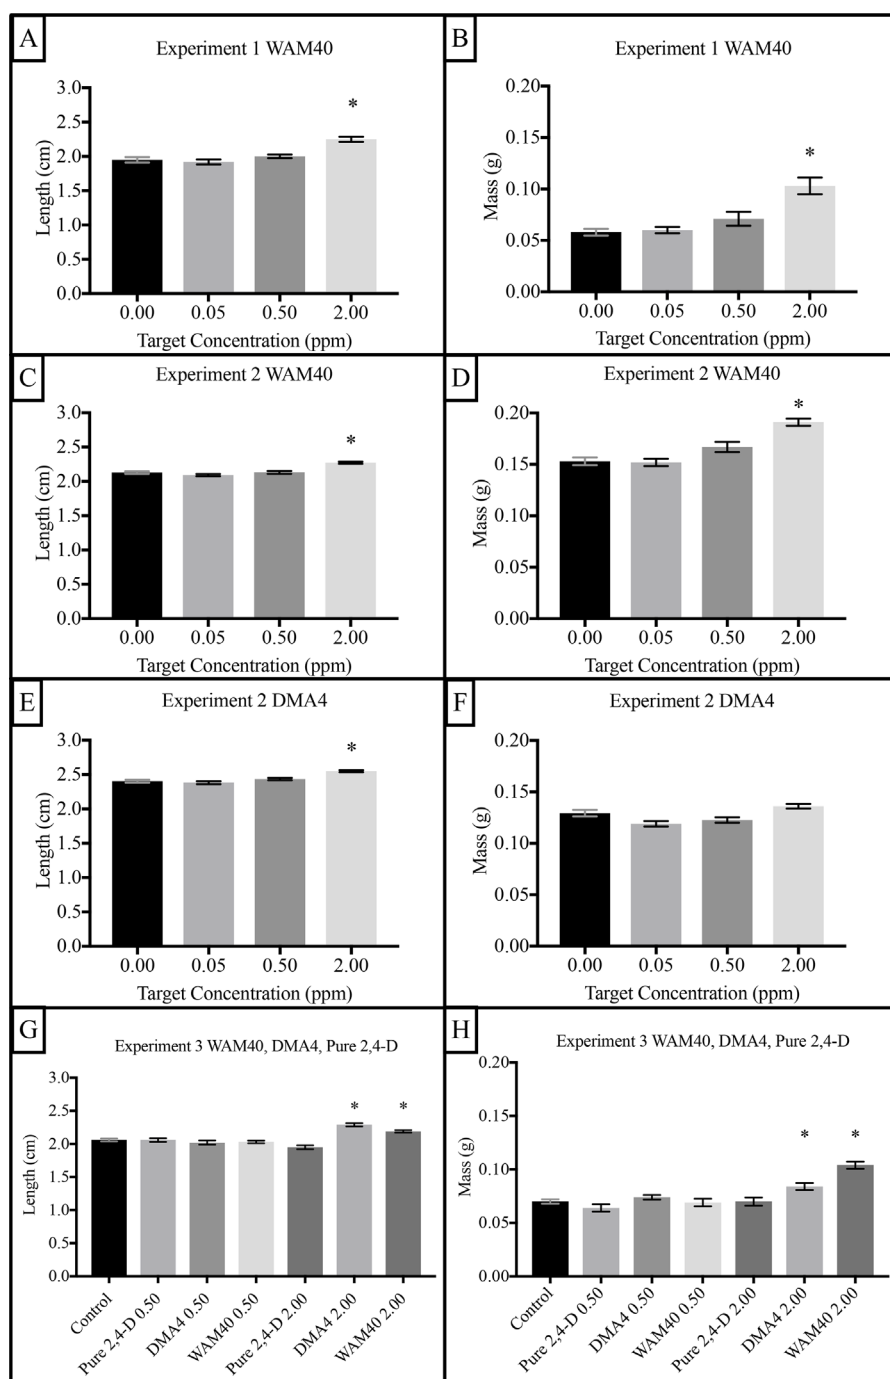 A
Experiment 1 WAM40
Length (cm)
3.0
2.5
2.0
1.5
1.0
0.5
0.0
*
0.00 0.05 0.50 2.00
Target Concentration (ppm)
B
Experiment 1 WAM40
Mass (g)
0.20
0.15
0.10
0.05
0.00
*
0.00 0.05 0.50 2.00
Target Concentration (ppm)
C
Experiment 2 WAM40
Length (cm)
3.0
2.5
2.0
1.5
1.0
0.5
0.0
*
0.00 0.05 0.50 2.00
Target Concentration (ppm)
D
Experiment 2 WAM40
Mass (g)
0.20
0.15
0.10
0.05
0.00
*
0.00 0.05 0.50 2.00
Target Concentration (ppm)
E
Experiment 2 DMA4
Length (cm)
3.0
2.5
2.0
1.5
1.0
0.5
0.0
*
0.00 0.05 0.50 2.00
Target Concentration (ppm)
F
Experiment 2 DMA4
Mass (g)
0.20
0.15
0.10
0.05
0.00
0.00 0.05 0.50 2.00
Target Concentration (ppm)
G
Experiment 3 WAM40, DMA4, Pure 2,4-D
Length (cm)
3.0
2.5
2.0
1.5
1.0
0.5
0.0
* *
Control
Pure 2,4-D 0.50
DMA4 0.50
WAM40 0.50
Pure 2,4-D 2.00
DMA4 2.00
WAM40 2.00
H
Experiment 3 WAM40, DMA4, Pure 2,4-D
Mass (g)
0.20
0.15
0.10
0.05
0.00
* *
Control
Pure 2,4-D 0.50
DMA4 0.50
WAM40 0.50
Pure 2,4-D 2.00
DMA4 2.00
WAM40 2.00